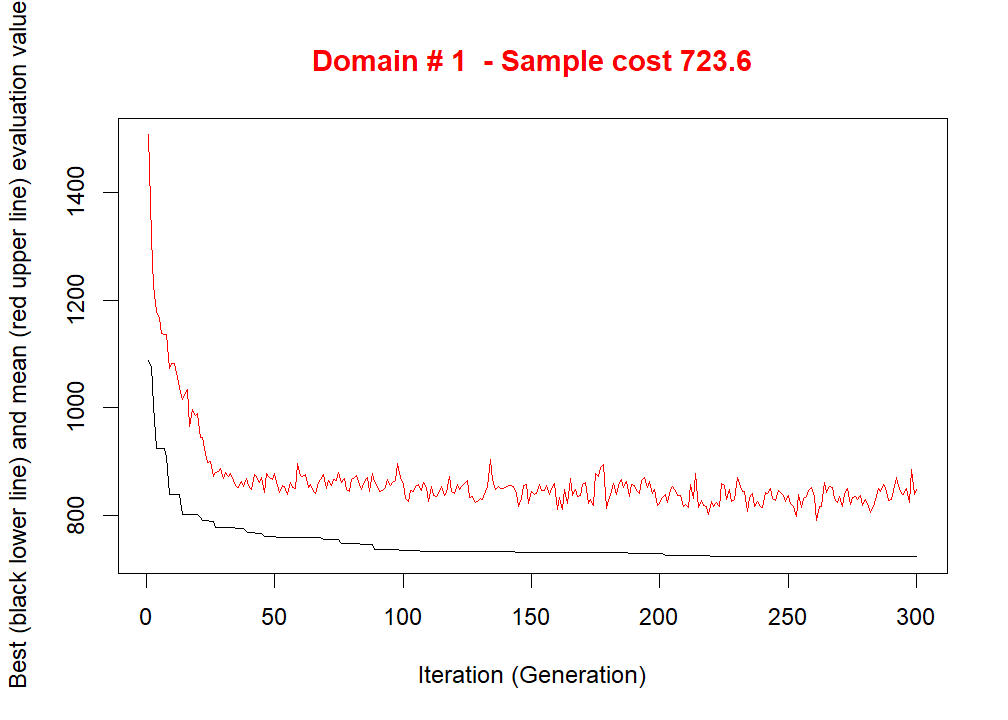 Domain # 1  - Sample cost 723.6
Best (black lower line) and mean (red upper line) evaluation value
1400
1200
1000
800
0 50 100 150 200 250 300
Iteration (Generation)